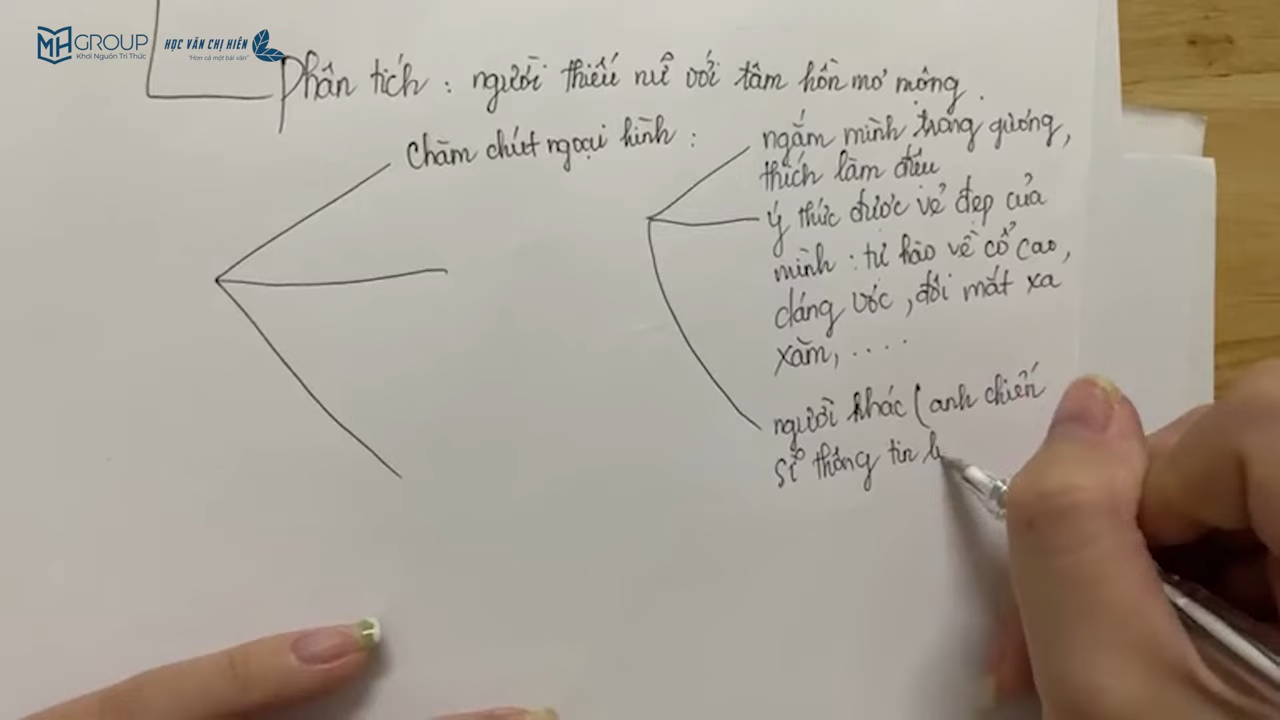 MH GROUP
Khơi Nguồn Tri Thức
HỌC VĂN CHỊ HIÊN
"Hơn cả một bài văn"
Phân tích : người thiếu nữ với tâm hồn mơ mộng.
Chăm chút ngoại hình :
ngắm mình trong gương,
thích làm điều
ý thức được vẻ đẹp của
mình : tự hào về cổ cao,
dáng vóc, đôi mắt xa
xăm, ....
người khác (anh chiến
sĩ thông tin l